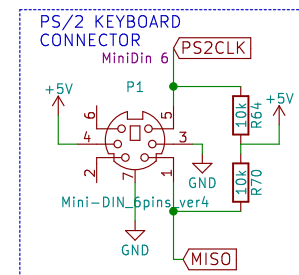 PS/2 KEYBOARD
CONNECTOR
MiniDin 6
PS2CLK
P1
+5V
+5V
6
5
10k
R64
4
3
2
1
7
GND
10k
R70
Mini-DIN_6pins_ver4
GND
MISO